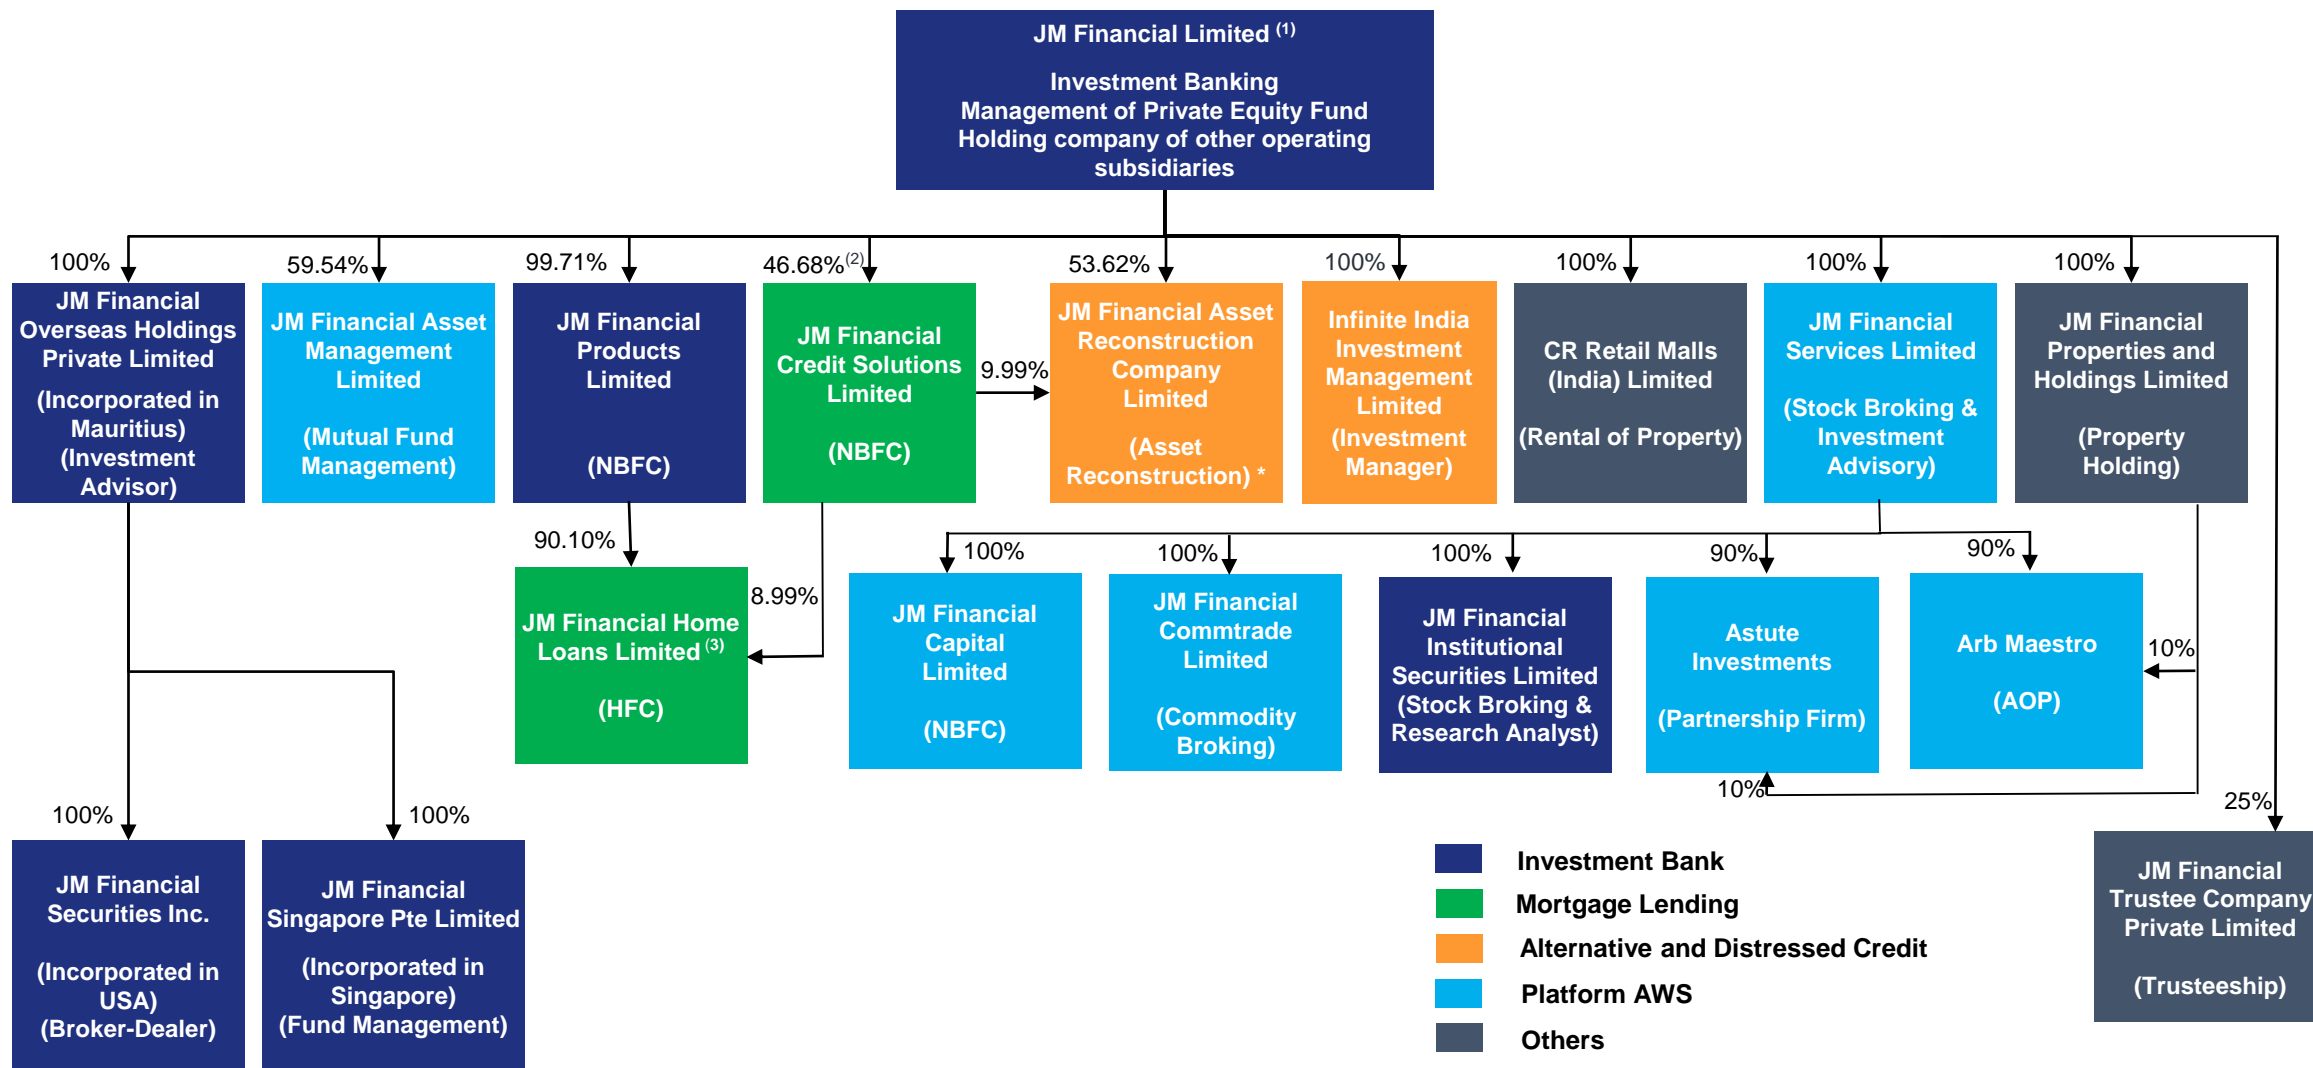 JM Financial Limited (1)
Investment Banking
Management of Private Equity Fund
Holding company of other operating
subsidiaries
100%
59.54%
99.71%
46.68%(2)
53.62%
100%
100%
100%
100%
JM Financial
Overseas Holdings
Private Limited
(Incorporated in
Mauritius)
(Investment
Advisor)
JM Financial Asset
Management
Limited
(Mutual Fund
Management)
JM Financial
Products
Limited
(NBFC)
JM Financial
Credit Solutions
Limited
(NBFC)
9.99%
JM Financial Asset
Reconstruction
Company
Limited
(Asset
Reconstruction) *
Infinite India
Investment
Management
Limited
(Investment
Manager)
CR Retail Malls
(India) Limited
(Rental of Property)
JM Financial
Services Limited
(Stock Broking &
Investment
Advisory)
JM Financial
Properties and
Holdings Limited
(Property
Holding)
90.10%
8.99%
100%
100%
100%
90%
90%
JM Financial Home
Loans Limited (3)
(HFC)
JM Financial
Capital
Limited
(NBFC)
JM Financial
Commtrade
Limited
(Commodity
Broking)
JM Financial
Institutional
Securities Limited
(Stock Broking &
Research Analyst)
Astute
Investments
(Partnership Firm)
Arb Maestro
(AOP)
10%
10%
25%
100%
100%
JM Financial
Securities Inc.
(Incorporated in
USA)
(Broker-Dealer)
JM Financial
Singapore Pte Limited
(Incorporated in
Singapore)
(Fund Management)
JM Financial
Trustee Company
Private Limited
(Trusteeship)
Investment Bank
Mortgage Lending
Alternative and Distressed Credit
Platform AWS
Others